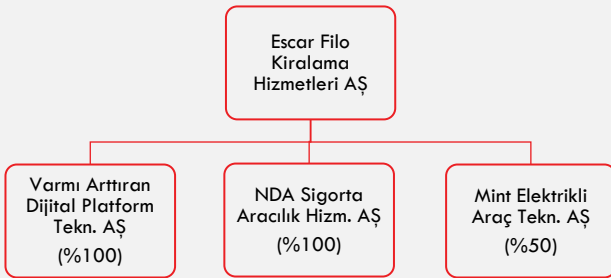 Escar Filo
Kiralama
Hizmetleri AŞ
Varmı Arttıran
Dijital Platform
Tekn. AŞ
(%100)
NDA Sigorta
Aracılık Hizm. AŞ
(%100)
Mint Elektrikli
Araç Tekn. AŞ
(%50)